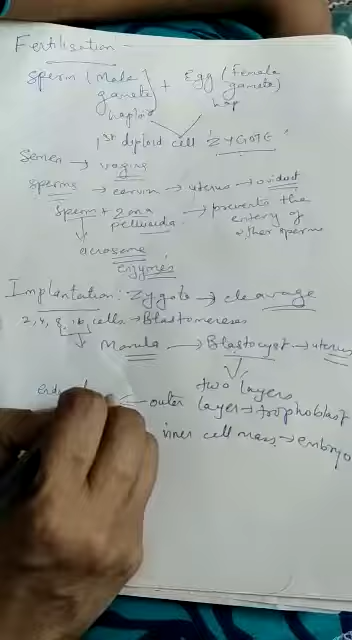 Fertilisation -
Sperm (Male gamete) + Egg (Female gamete)
haploid hap
1st diploid cell 'ZYGOTE'
Semen → vagina
Sperms → cervix → uterus → oviduct
Sperm + Zona pellucida → prevents the entery of other sperms
acrosome
enzymes
Implantation: Zygote → cleavage
2, 4, 8, 16, cells → Blastomeres
Morula → Blastocyst → uterus
two layers
outer layer → trophoblast
inner cell mass → embryo